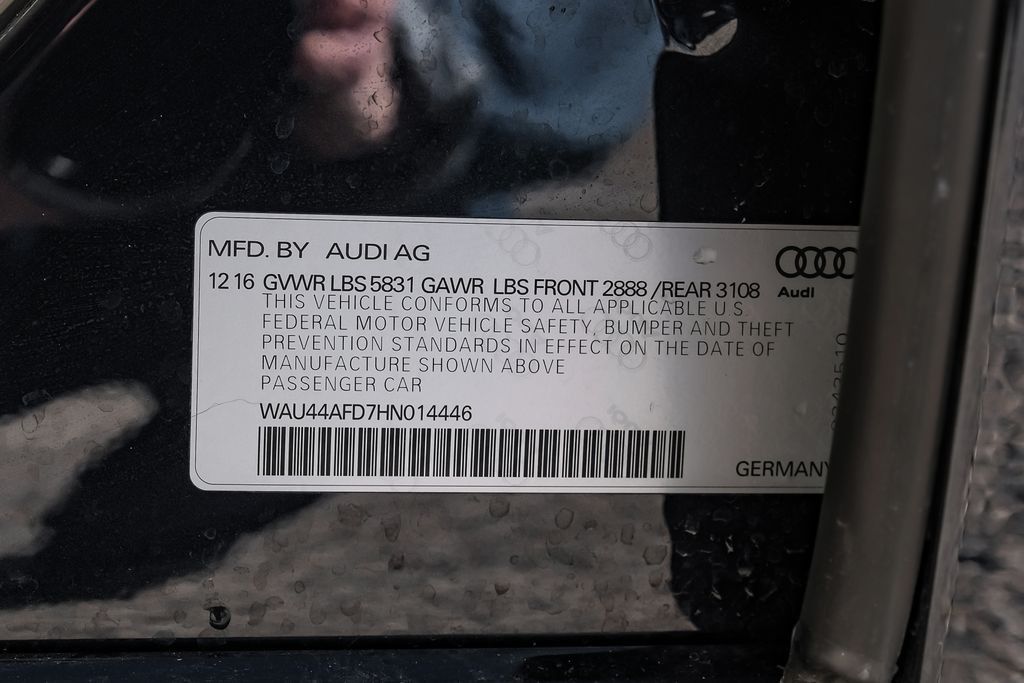 MFD. BY AUDI AG
Audi
12 16 GVWR LBS 5831 GAWR LBS FRONT 2888 /REAR 3108
THIS VEHICLE CONFORMS TO ALL APPLICABLE U S
FEDERAL MOTOR VEHICLE SAFETY, BUMPER AND THEFT
PREVENTION STANDARDS IN EFFECT ON THE DATE OF
MANUFACTURE SHOWN ABOVE
PASSENGER CAR
WAU44AFD7HN014446
GERMANY